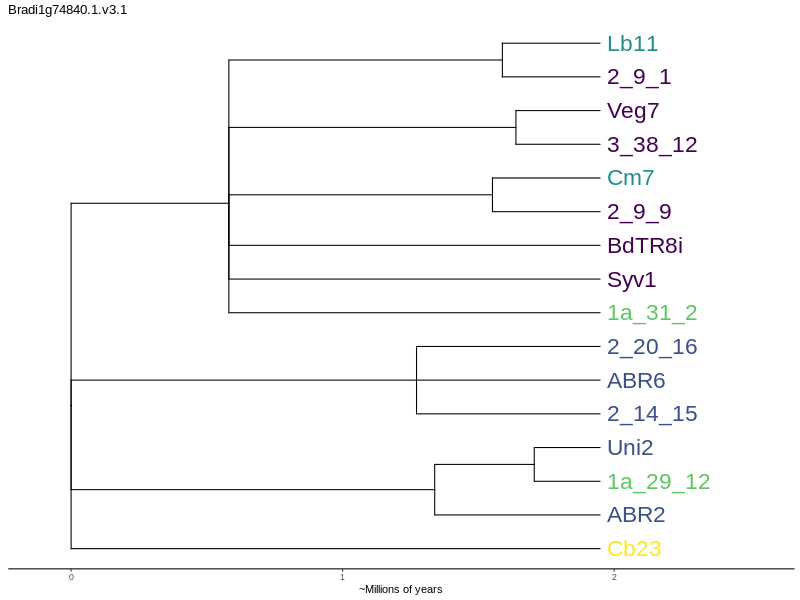 Bradi1g74840.1.v3.1
Lb11
2_9_1
Veg7
3_38_12
Cm7
2_9_9
BdTR8i
Syv1
1a_31_2
2_20_16
ABR6
2_14_15
Uni2
1a_29_12
ABR2
Cb23
0 1 2
~Millions of years